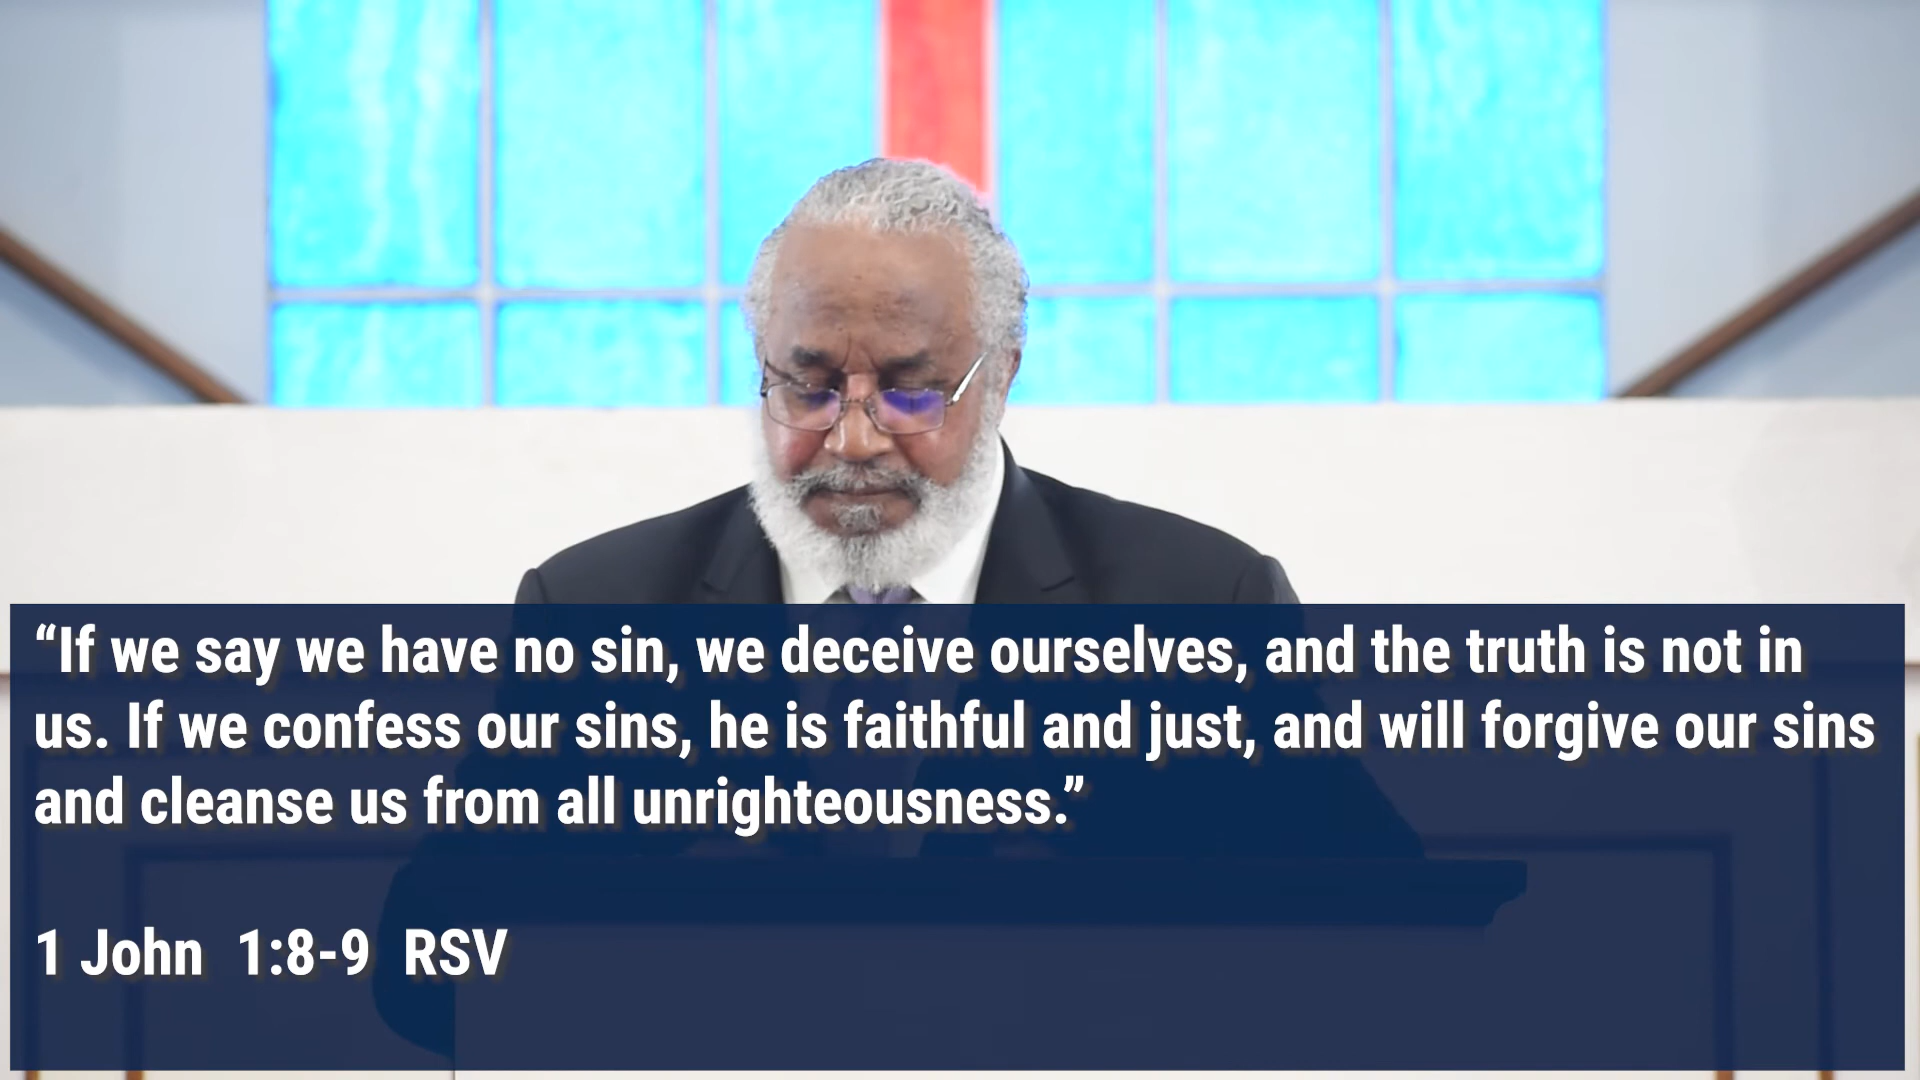 “If we say we have no sin, we deceive ourselves, and the truth is not in
us. If we confess our sins, he is faithful and just, and will forgive our sins
and cleanse us from all unrighteousness.”
1 John 1:8-9 RSV